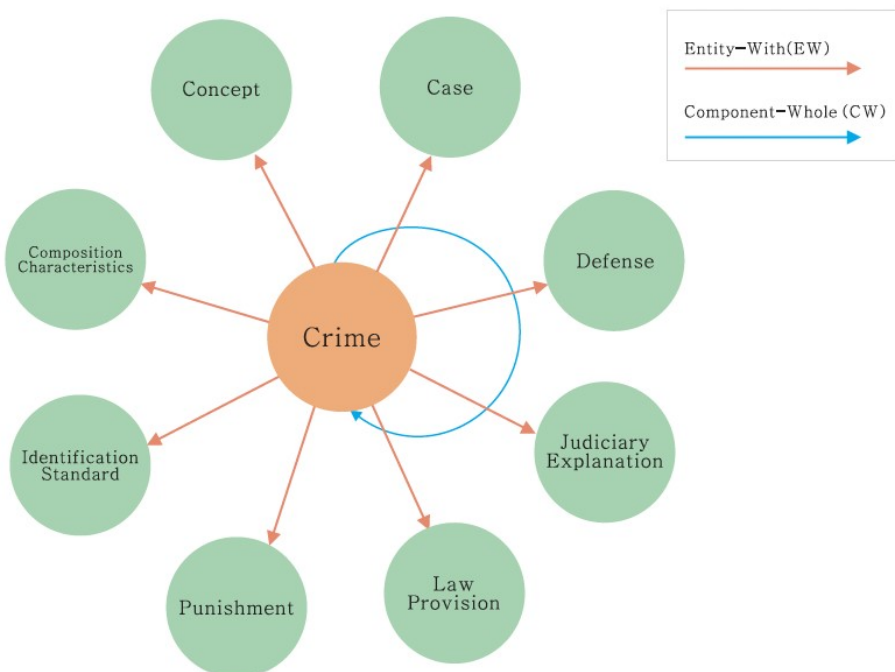 Entity-With(EW)
Component-Whole (CW)
Concept
Case
Composition
Characteristics
Defense
Crime
Identification
Standard
Judiciary
Explanation
Punishment
Law
Provision